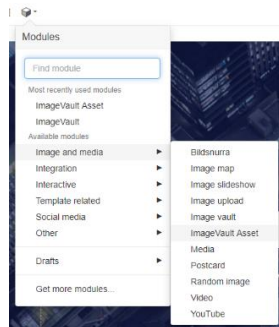 Modules
Find module
Most recently used modules
ImageVault Asset
ImageVault
Available modules
Image and media
Integration
Interactive
Template related
Social media
Other
Drafts
Get more modules...
Bildsnurra
Image map
Image slideshow
Image upload
Image vault
ImageVault Asset
Media
Postcard
Random image
Video
YouTube